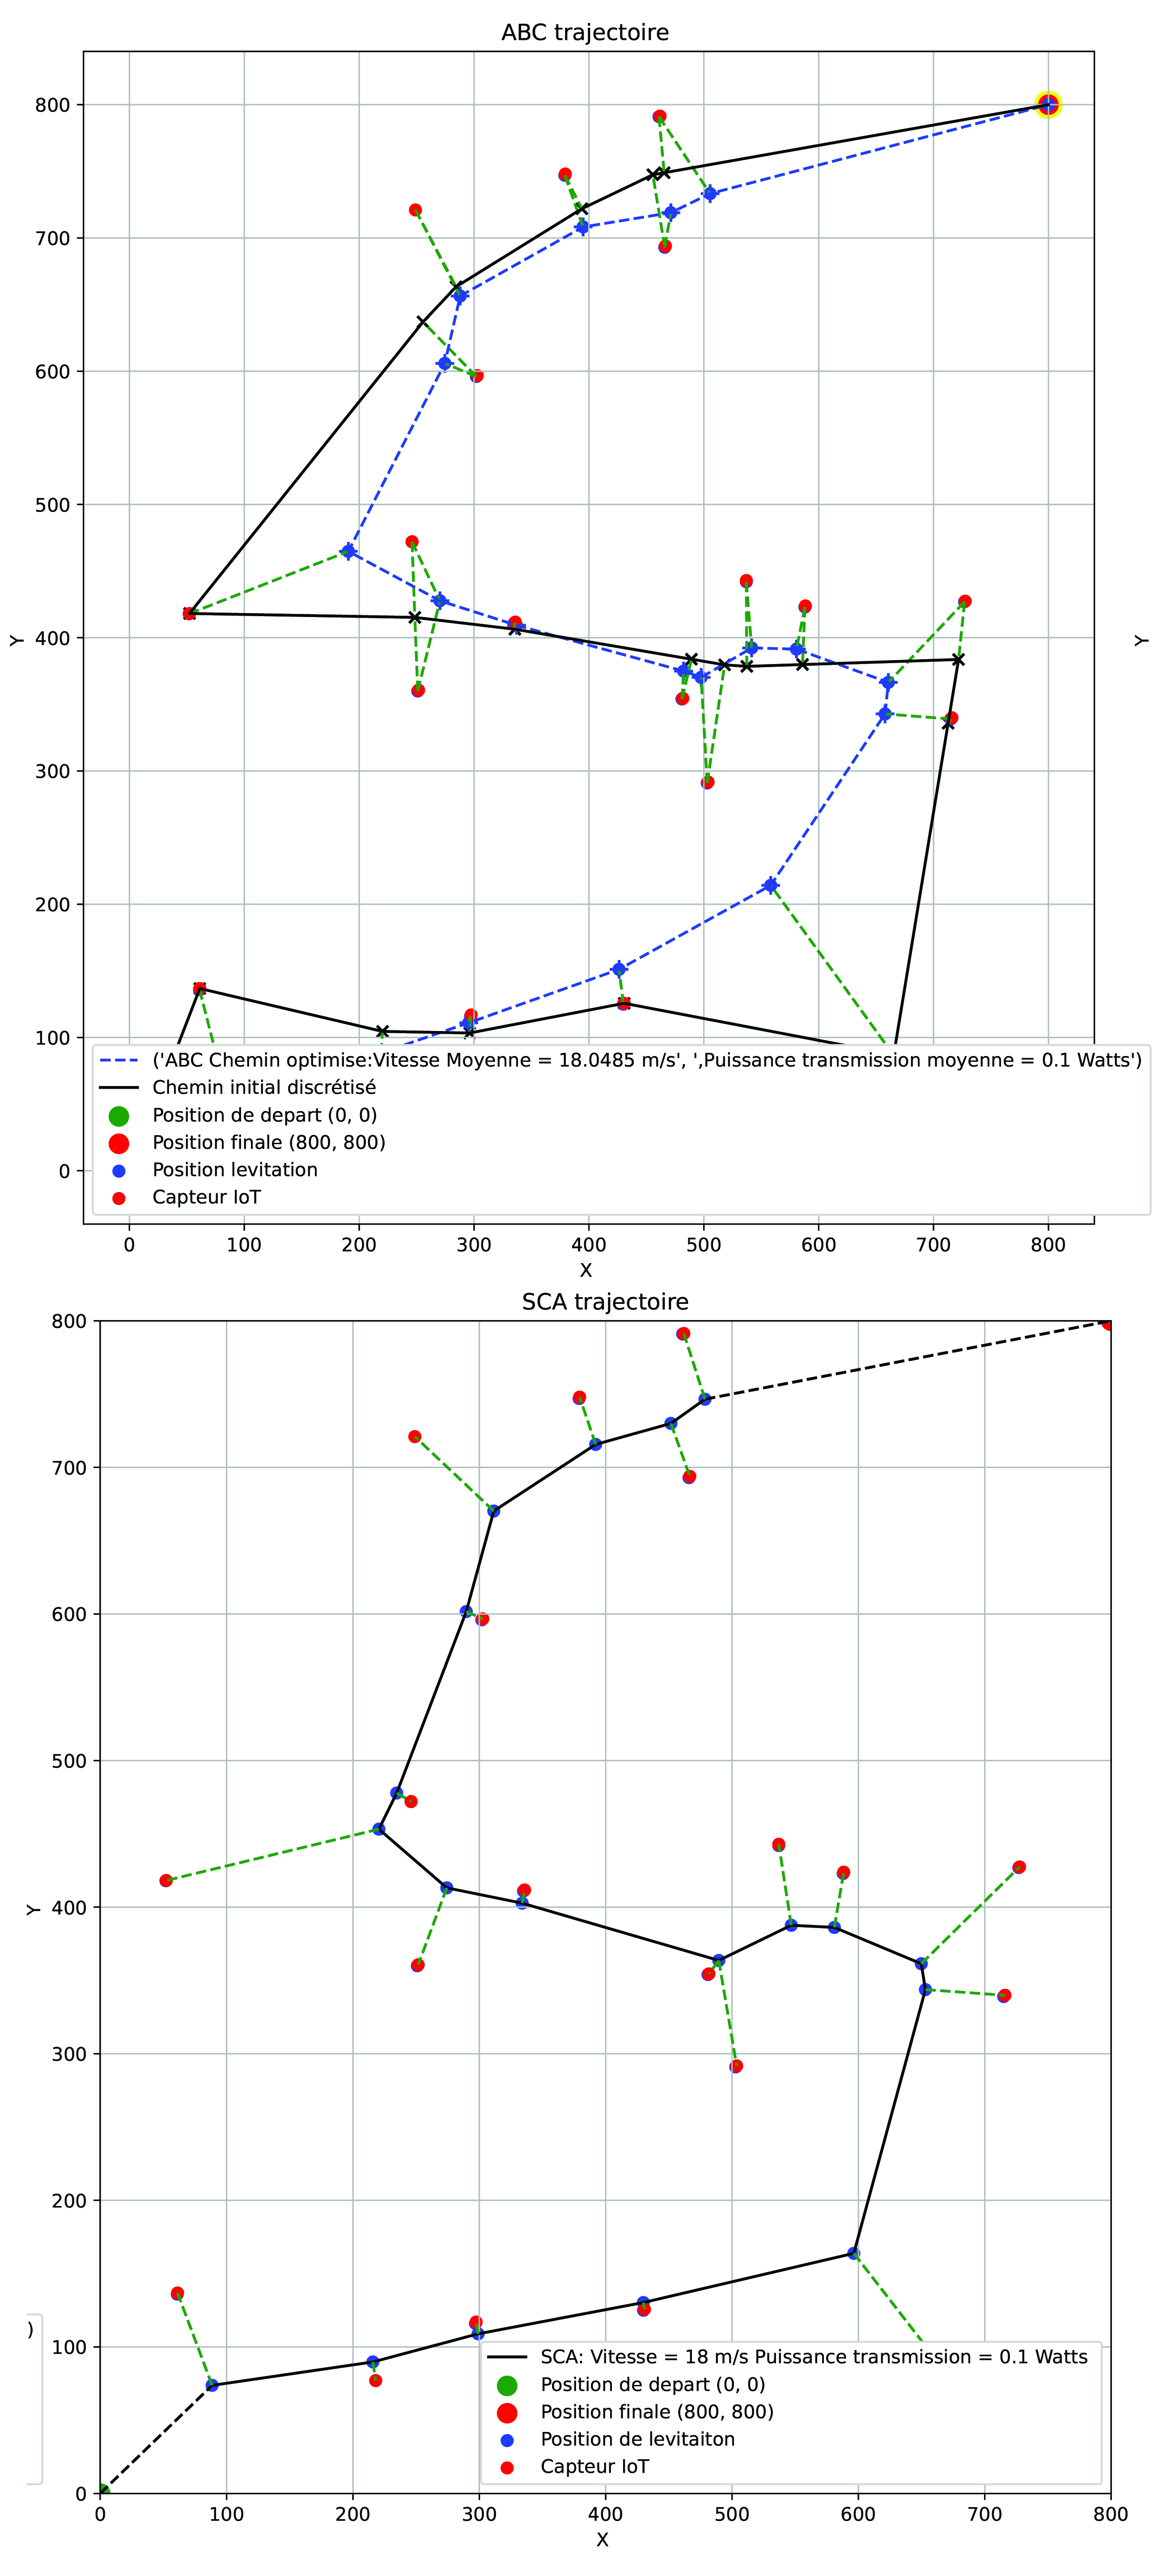 ABC trajectoire
800
700
600
500
400
300
200
100
0
Y
Y
('ABC Chemin optimise:Vitesse Moyenne = 18.0485 m/s', ',Puissance transmission moyenne = 0.1 Watts')
Chemin initial discrétisé
Position de depart (0, 0)
Position finale (800, 800)
Position levitation
Capteur IoT
0 100 200 300 400 500 600 700 800
X
SCA trajectoire
800
700
600
500
400
300
200
100
0
Y
)
SCA: Vitesse = 18 m/s Puissance transmission = 0.1 Watts
Position de depart (0, 0)
Position finale (800, 800)
Position de levitaiton
Capteur IoT
0 100 200 300 400 500 600 700 800
X